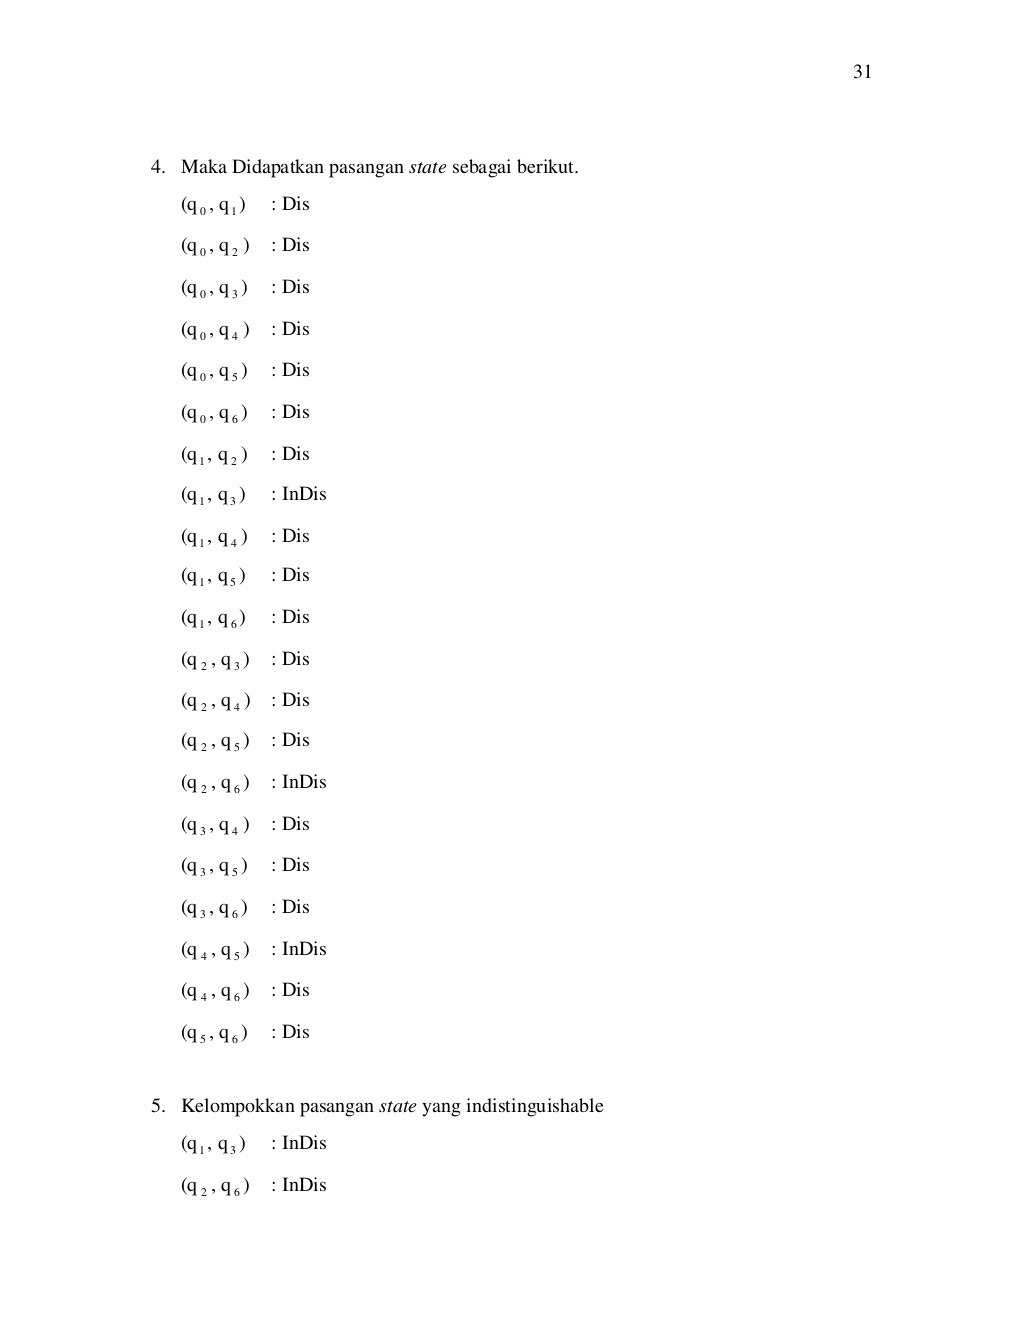 31
4. Maka Didapatkan pasangan state sebagai berikut.
(q₀, q₁) : Dis
(q₀, q₂) : Dis
(q₀, q₃) : Dis
(q₀, q₄) : Dis
(q₀, q₅) : Dis
(q₀, q₆) : Dis
(q₁, q₂) : Dis
(q₁, q₃) : InDis
(q₁, q₄) : Dis
(q₁, q₅) : Dis
(q₁, q₆) : Dis
(q₂, q₃) : Dis
(q₂, q₄) : Dis
(q₂, q₅) : Dis
(q₂, q₆) : InDis
(q₃, q₄) : Dis
(q₃, q₅) : Dis
(q₃, q₆) : Dis
(q₄, q₅) : InDis
(q₄, q₆) : Dis
(q₅, q₆) : Dis
5. Kelompokkan pasangan state yang indistinguishable
(q₁, q₃) : InDis
(q₂, q₆) : InDis